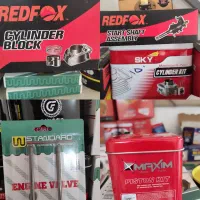 REDFOX
CYLINDER
BLOCK
REDFOX
START SHAFT
ASSEMBLY
SKY
CYLINDER KIT
G
STANDARD
ENGINE VALVE
MAXIM
PISTON KIT